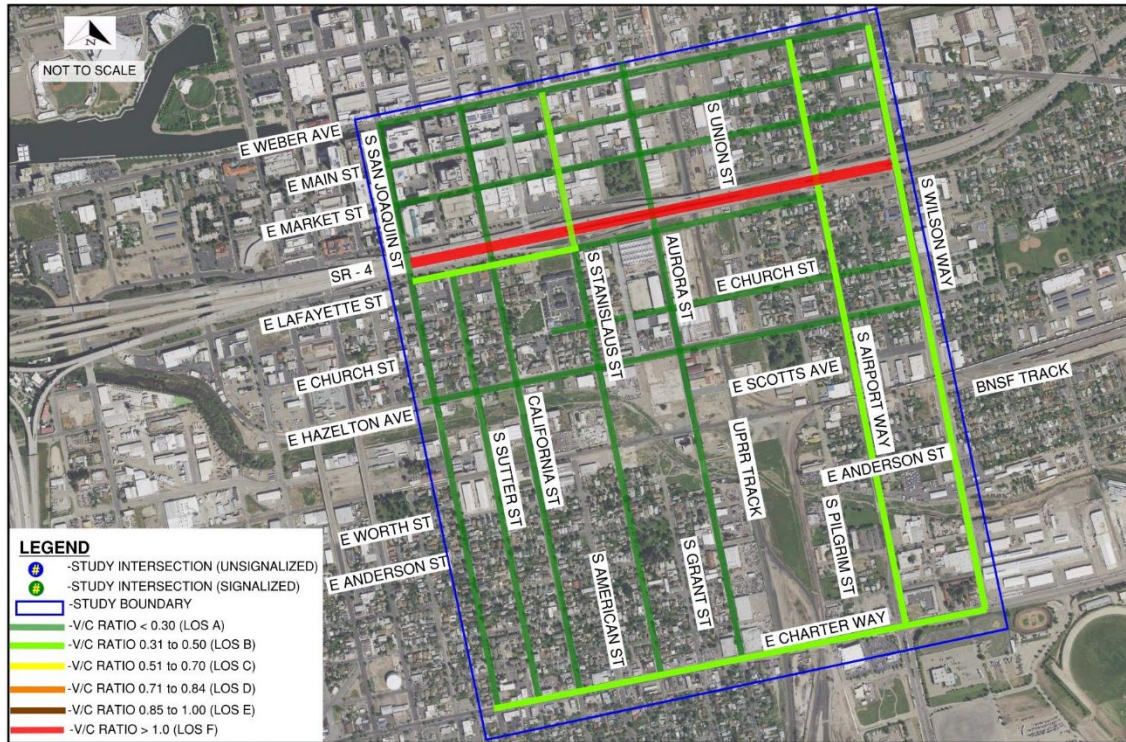 N
NOT TO SCALE
E WEBER AVE
E MAIN ST
E MARKET ST
S SAN JOAQUIN ST
SR - 4
E LAFAYETTE ST
E CHURCH ST
E HAZELTON AVE
E WORTH ST
E ANDERSON ST
S UNION ST
S WILSON WAY
S STANISLAUS ST
AURORA ST
E CHURCH ST
E SCOTTS AVE
S AIRPORT WAY
BNSF TRACK
CALIFORNIA ST
S SUTTER ST
UPRR TRACK
E ANDERSON ST
S PILGRIM ST
S AMERICAN ST
S GRANT ST
E CHARTER WAY
LEGEND
# -STUDY INTERSECTION (UNSIGNALIZED)
# -STUDY INTERSECTION (SIGNALIZED)
-STUDY BOUNDARY
-V/C RATIO < 0.30 (LOS A)
-V/C RATIO 0.31 to 0.50 (LOS B)
-V/C RATIO 0.51 to 0.70 (LOS C)
-V/C RATIO 0.71 to 0.84 (LOS D)
-V/C RATIO 0.85 to 1.00 (LOS E)
-V/C RATIO > 1.0 (LOS F)